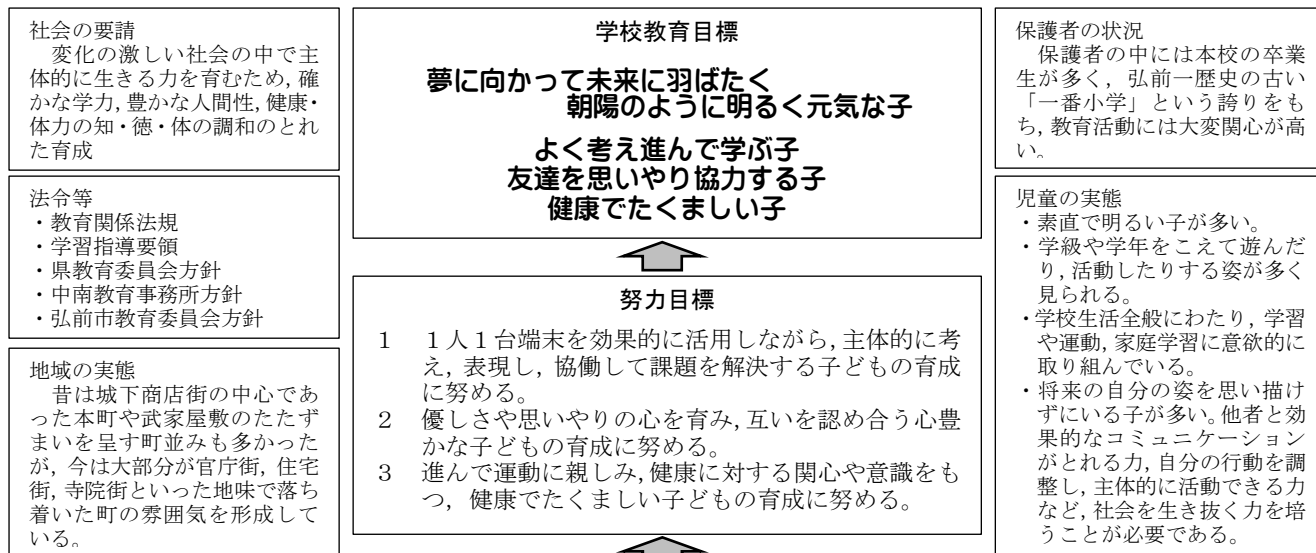 社会の要請
変化の激しい社会の中で主
体的に生きる力を育むため,確
かな学力,豊かな人間性,健康・
体力の知・徳・体の調和のとれ
た育成
法令等
・教育関係法規
・学習指導要領
・県教育委員会方針
・中南教育事務所方針
・弘前市教育委員会方針
地域の実態
昔は城下商店街の中心であ
った本町や武家屋敷のたたず
まいを呈す町並みも多かった
が,今は大部分が官庁街,住宅
街,寺院街といった地味で落ち
着いた町の雰囲気を形成して
いる。
学校教育目標
夢に向かって未来に羽ばたく
朝陽のように明るく元気な子
よく考え進んで学ぶ子
友達を思いやり協力する子
健康でたくましい子
努力目標
1 1人1台端末を効果的に活用しながら,主体的に考
え,表現し,協働して課題を解決する子どもの育成
に努める。
2 優しさや思いやりの心を育み,互いを認め合う心豊
かな子どもの育成に努める。
3 進んで運動に親しみ,健康に対する関心や意識をも
つ,健康でたくましい子どもの育成に努める。
保護者の状況
保護者の中には本校の卒業
生が多く,弘前一歴史の古い
「一番小学」という誇りをも
ち,教育活動には大変関心が高
い。
児童の実態
・素直で明るい子が多い。
・学級や学年をこえて遊んだ
り,活動したりする姿が多く
見られる。
・学校生活全般にわたり,学習
や運動,家庭学習に意欲的に
取り組んでいる。
・将来の自分の姿を思い描け
ずにいる子が多い。他者と効
果的なコミュニケーション
がとれる力,自分の行動を調
整し,主体的に活動できる力
など,社会を生き抜く力を培
うことが必要である。